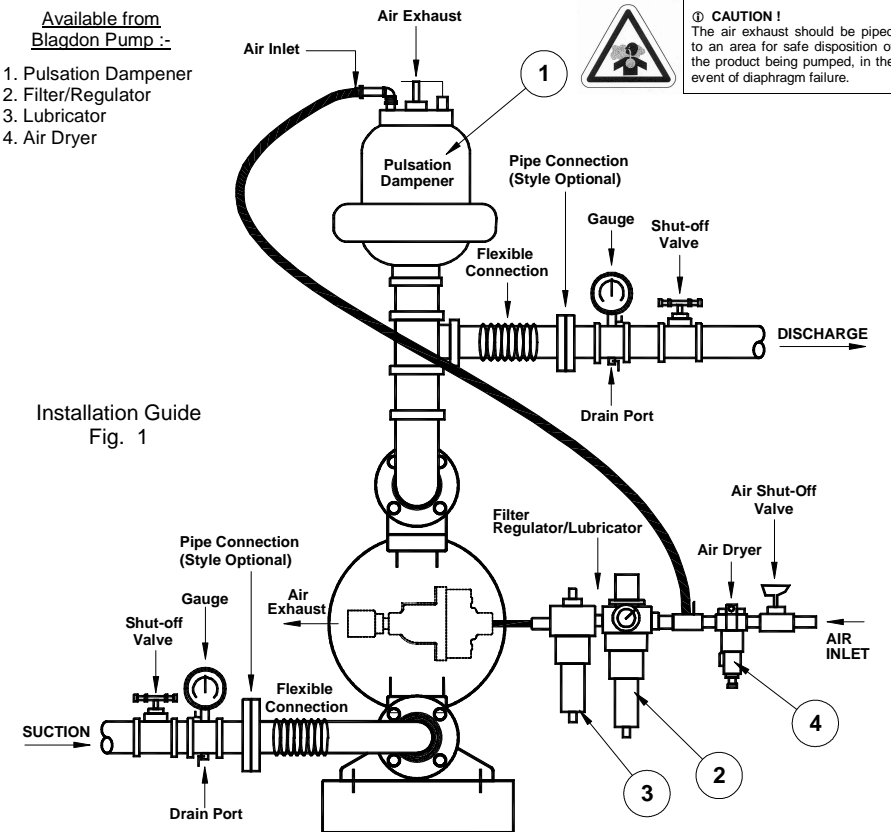 Available from
Blagdon Pump :-
1. Pulsation Dampener
2. Filter/Regulator
3. Lubricator
4. Air Dryer
Air Exhaust
Air Inlet
1
ⓘ CAUTION !
The air exhaust should be piped
to an area for safe disposition o
the product being pumped, in the
event of diaphragm failure.
Pulsation
Dampener
Pipe Connection
(Style Optional)
Gauge
Shut-off
Valve
Flexible
Connection
DISCHARGE
Drain Port
Installation Guide
Fig. 1
Filter
Regulator/Lubricator
Air Shut-Off
Valve
Air Dryer
Pipe Connection
(Style Optional)
Air
Exhaust
Gauge
Shut-off
Valve
AIR
INLET
Flexible
Connection
SUCTION
4
2
3
Drain Port